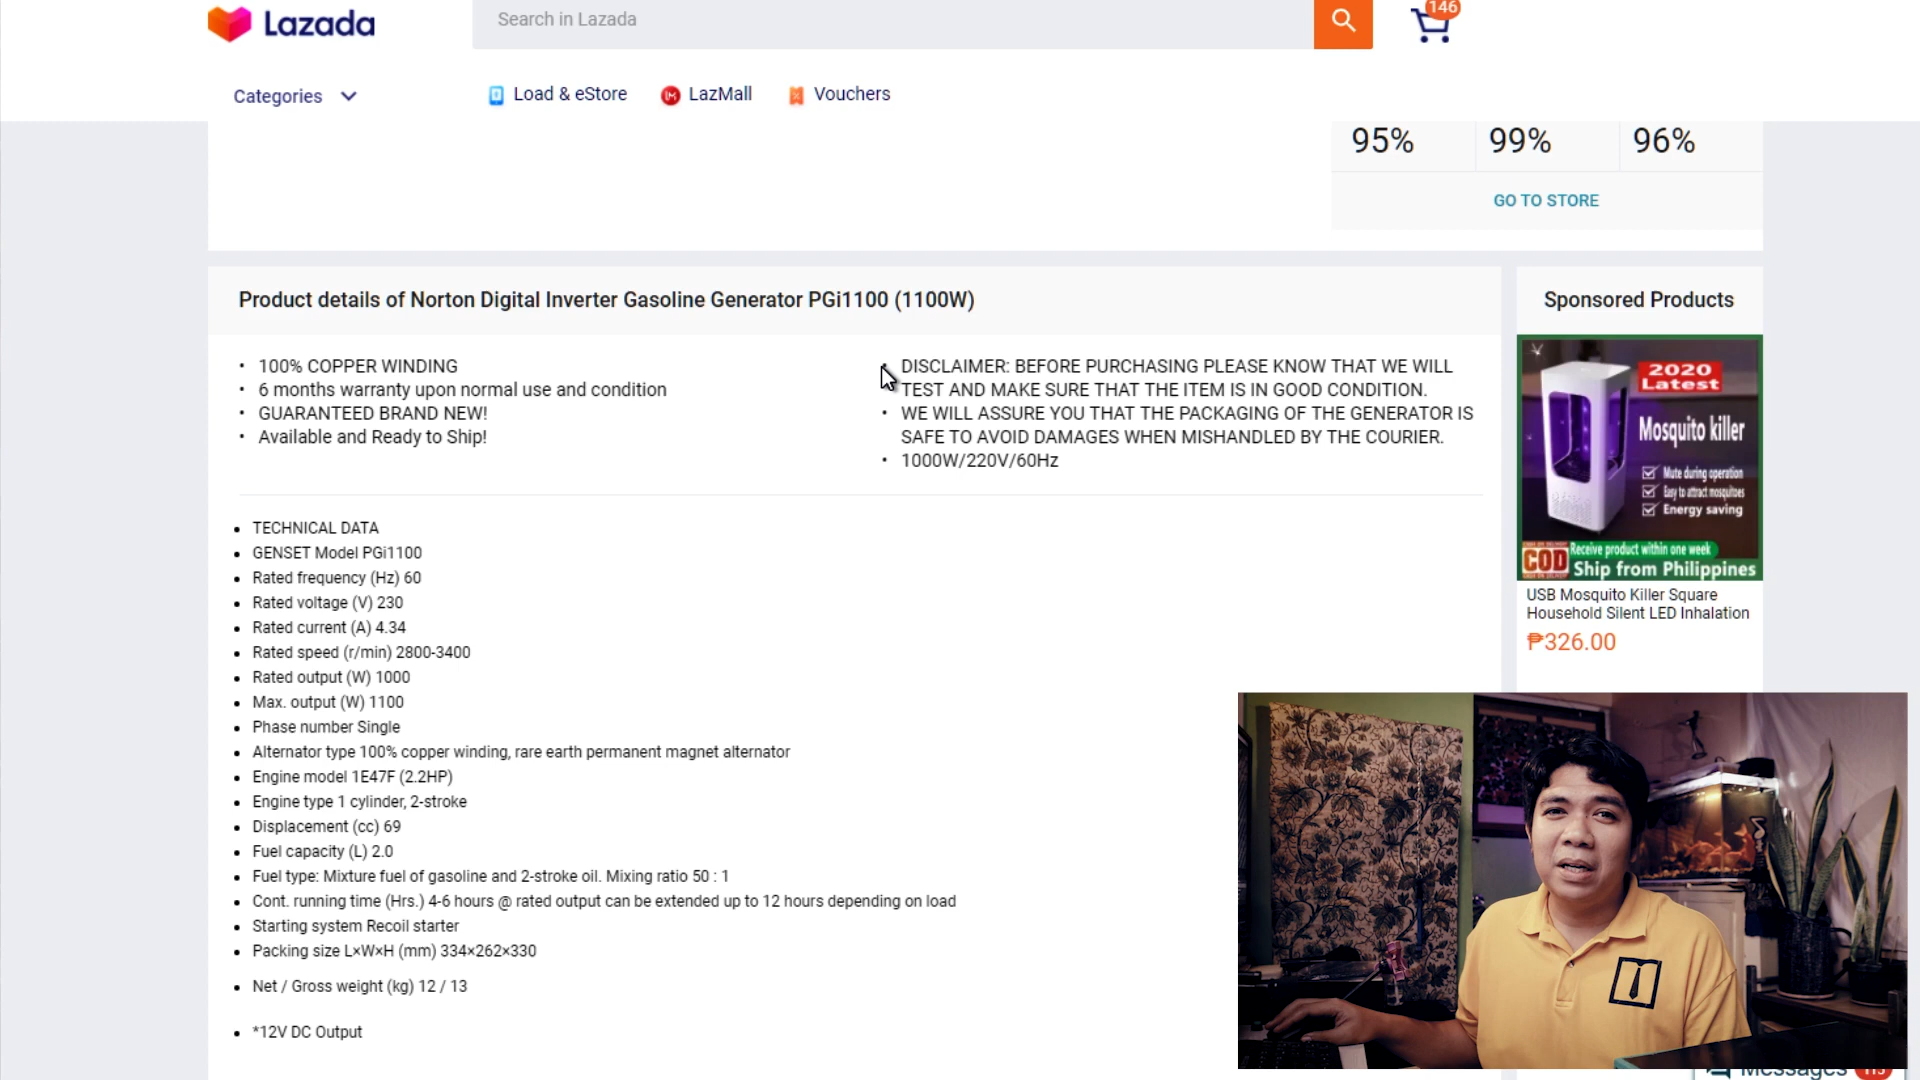 Lazada
Search in Lazada
146
Categories
Load & eStore
LazMall
Vouchers
95%
99%
96%
GO TO STORE
Product details of Norton Digital Inverter Gasoline Generator PGi1100 (1100W)
• 100% COPPER WINDING
• 6 months warranty upon normal use and condition
• GUARANTEED BRAND NEW!
• Available and Ready to Ship!
• DISCLAIMER: BEFORE PURCHASING PLEASE KNOW THAT WE WILL
TEST AND MAKE SURE THAT THE ITEM IS IN GOOD CONDITION.
• WE WILL ASSURE YOU THAT THE PACKAGING OF THE GENERATOR IS
SAFE TO AVOID DAMAGES WHEN MISHANDLED BY THE COURIER.
• 1000W/220V/60Hz
• TECHNICAL DATA
• GENSET Model PGi1100
• Rated frequency (Hz) 60
• Rated voltage (V) 230
• Rated current (A) 4.34
• Rated speed (r/min) 2800-3400
• Rated output (W) 1000
• Max. output (W) 1100
• Phase number Single
• Alternator type 100% copper winding, rare earth permanent magnet alternator
• Engine model 1E47F (2.2HP)
• Engine type 1 cylinder, 2-stroke
• Displacement (cc) 69
• Fuel capacity (L) 2.0
• Fuel type: Mixture fuel of gasoline and 2-stroke oil. Mixing ratio 50 : 1
• Cont. running time (Hrs.) 4-6 hours @ rated output can be extended up to 12 hours depending on load
• Starting system Recoil starter
• Packing size L×W×H (mm) 334×262×330
• Net / Gross weight (kg) 12 / 13
• *12V DC Output
Sponsored Products
2020
Latest
Mosquito killer
Mute during operation
Easy to attract mosquitoes
Energy saving
COD
Receive product within one week
Ship from Philippines
USB Mosquito Killer Square
Household Silent LED Inhalation
₱326.00
Messages